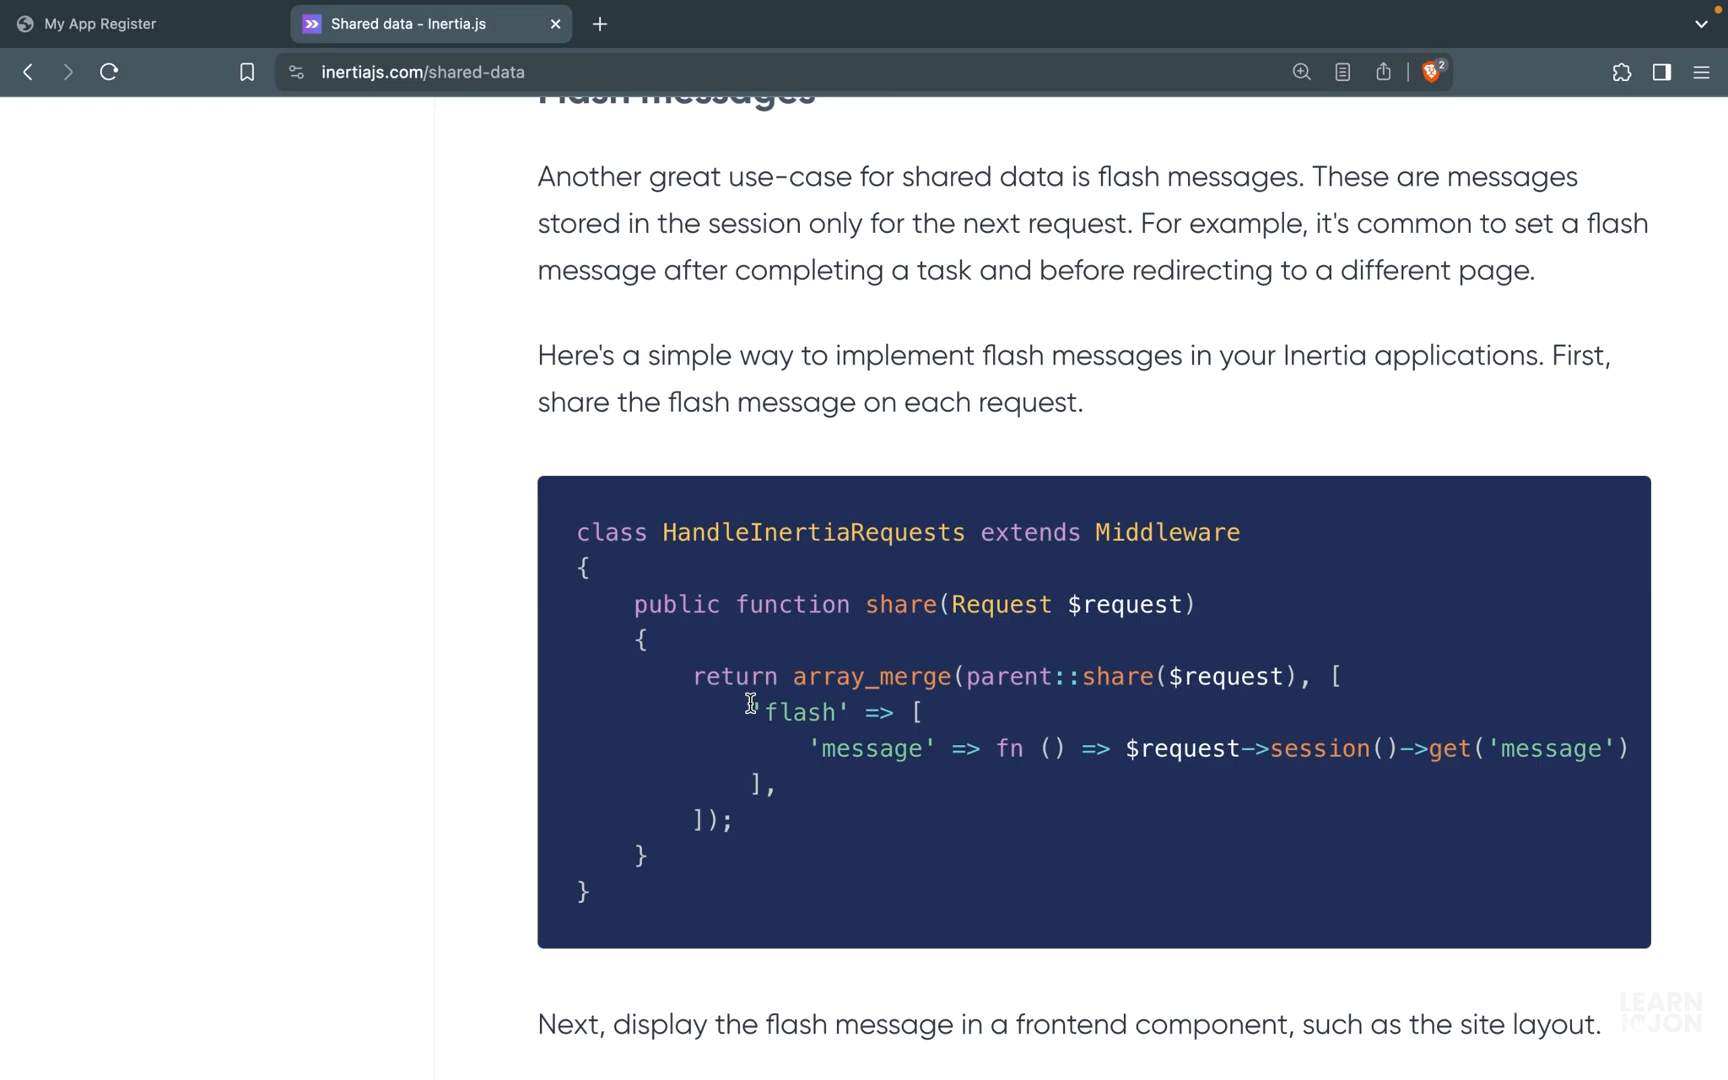 My App Register
Shared data - Inertia.js
inertiajs.com/shared-data
2
Flash messages
Another great use-case for shared data is flash messages. These are messages
stored in the session only for the next request. For example, it's common to set a flash
message after completing a task and before redirecting to a different page.
Here's a simple way to implement flash messages in your Inertia applications. First,
share the flash message on each request.
class HandleInertiaRequests extends Middleware
{
    public function share(Request $request)
    {
        return array_merge(parent::share($request), [
            'flash' => [
                'message' => fn () => $request->session()->get('message')
            ],
        ]);
    }
}
Next, display the flash message in a frontend component, such as the site layout.
LEARN
JON